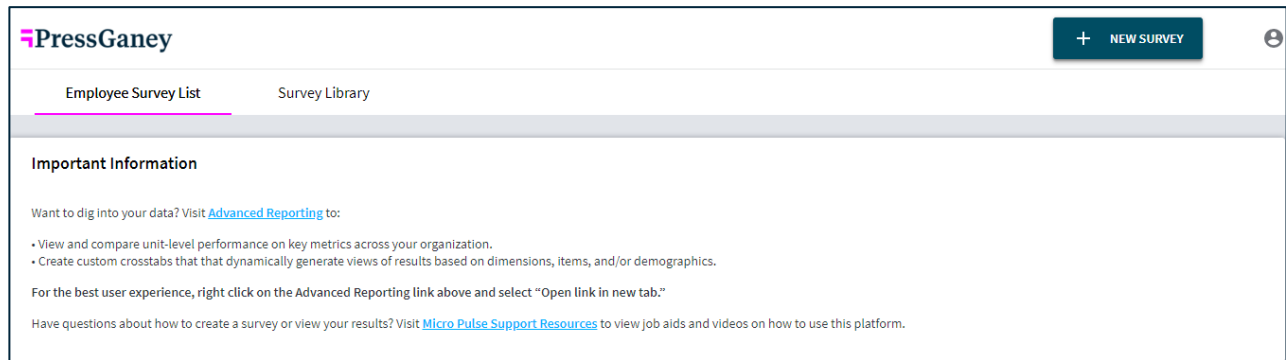 PressGaney
+ NEW SURVEY
Employee Survey List
Survey Library
Important Information
Want to dig into your data? Visit Advanced Reporting to:
• View and compare unit-level performance on key metrics across your organization.
• Create custom crosstabs that that dynamically generate views of results based on dimensions, items, and/or demographics.
For the best user experience, right click on the Advanced Reporting link above and select “Open link in new tab.”
Have questions about how to create a survey or view your results? Visit Micro Pulse Support Resources to view job aids and videos on how to use this platform.